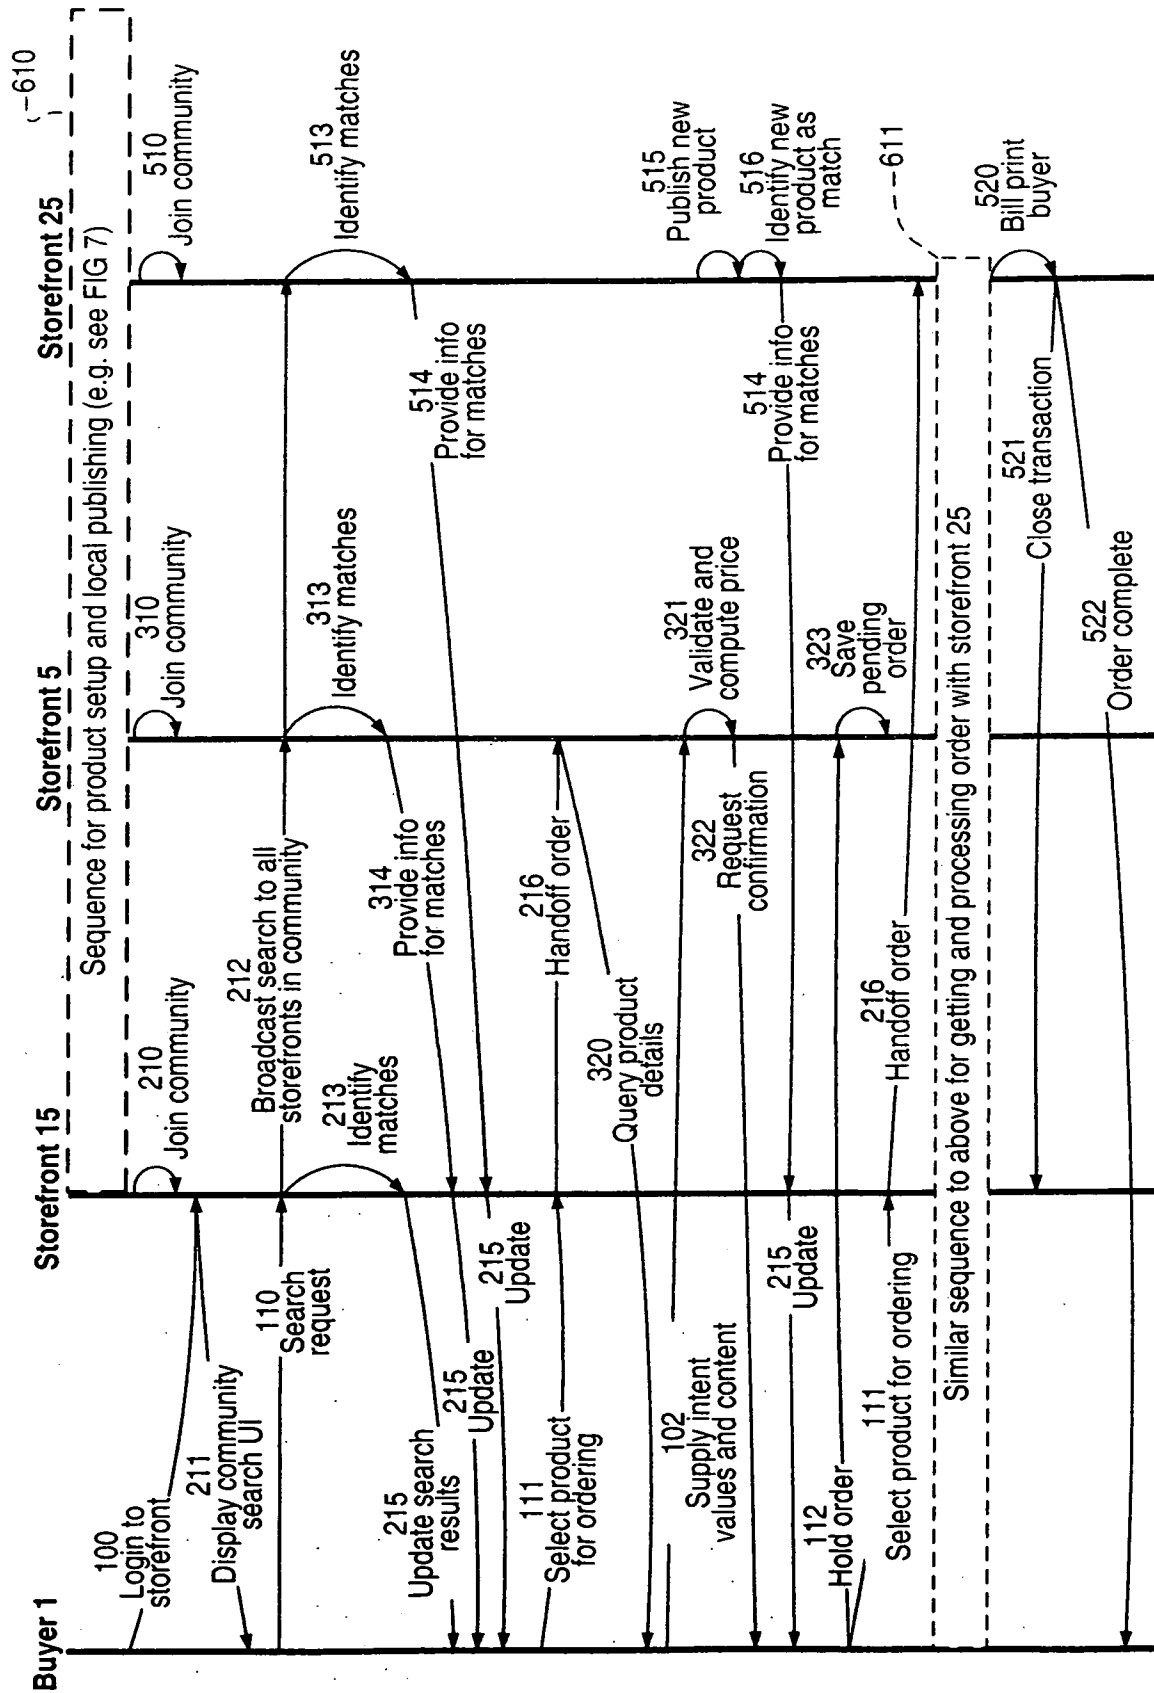 Buyer 1
Storefront 15
Storefront 5
Storefront 25
610
Sequence for product setup and local publishing (e.g. see FIG 7)
210
Join community
310
Join community
510
Join community
100
Login to
storefront
211
Display community
search UI
110
Search
request
212
Broadcast search to all
storefronts in community
213
Identify
matches
313
Identify matches
513
Identify matches
215
Update search
results
314
Provide info
for matches
514
Provide info
for matches
215
Update
215
Update
111
Select product
for ordering
216
Handoff order
320
Query product
details
102
Supply intent
values and content
321
Validate and
compute price
322
Request
confirmation
515
Publish new
product
516
Identify new
product as
match
514
Provide info
for matches
215
Update
112
Hold order
323
Save
pending
order
111
Select product for ordering
216
Handoff order
611
Similar sequence to above for getting and processing order with storefront 25
520
Bill print
buyer
521
Close transaction
522
Order complete